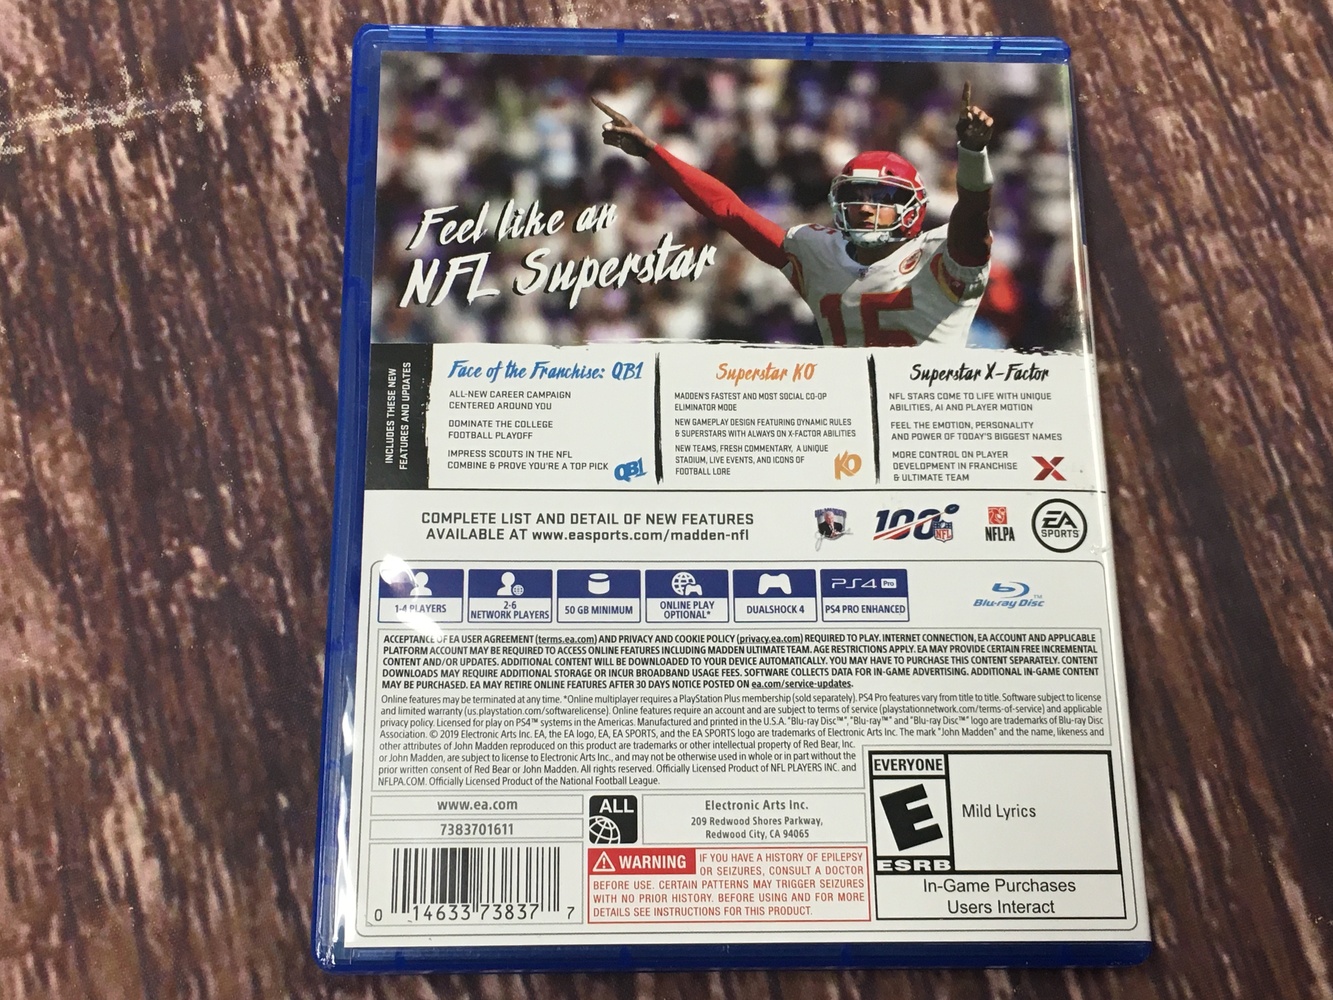 Feel like an
NFL Superstar
15
INCLUDES THESE NEW
FEATURES AND UPDATES
Face of the Franchise: QB1
ALL-NEW CAREER CAMPAIGN
CENTERED AROUND YOU
DOMINATE THE COLLEGE
FOOTBALL PLAYOFF
IMPRESS SCOUTS IN THE NFL
COMBINE & PROVE YOU'RE A TOP PICK
QB1
Superstar KO
MADDEN'S FASTEST AND MOST SOCIAL CO-OP
ELIMINATOR MODE
NEW GAMEPLAY DESIGN FEATURING DYNAMIC RULES
& SUPERSTARS WITH ALWAYS ON X-FACTOR ABILITIES
NEW TEAMS, FRESH COMMENTARY, A UNIQUE
STADIUM, LIVE EVENTS, AND ICONS OF
FOOTBALL LORE
KO
Superstar X-Factor
NFL STARS COME TO LIFE WITH UNIQUE
ABILITIES, AI AND PLAYER MOTION
FEEL THE EMOTION, PERSONALITY
AND POWER OF TODAY'S BIGGEST NAMES
MORE CONTROL ON PLAYER
DEVELOPMENT IN FRANCHISE
& ULTIMATE TEAM
X
COMPLETE LIST AND DETAIL OF NEW FEATURES
AVAILABLE AT www.easports.com/madden-nfl
100
NFL
NFLPA
EA
SPORTS
1-4 PLAYERS
2-6
NETWORK PLAYERS
50 GB MINIMUM
ONLINE PLAY
OPTIONAL*
DUALSHOCK 4
PS4 Pro
PS4 PRO ENHANCED
Blu-ray Disc™
ACCEPTANCE OF EA USER AGREEMENT (terms.ea.com) AND PRIVACY AND COOKIE POLICY (privacy.ea.com) REQUIRED TO PLAY. INTERNET CONNECTION, EA ACCOUNT AND APPLICABLE
PLATFORM ACCOUNT MAY BE REQUIRED TO ACCESS ONLINE FEATURES INCLUDING MADDEN ULTIMATE TEAM. AGE RESTRICTIONS APPLY. EA MAY PROVIDE CERTAIN FREE INCREMENTAL
CONTENT AND/OR UPDATES. ADDITIONAL CONTENT WILL BE DOWNLOADED TO YOUR DEVICE AUTOMATICALLY. YOU MAY HAVE TO PURCHASE THIS CONTENT SEPARATELY. CONTENT
DOWNLOADS MAY REQUIRE ADDITIONAL STORAGE OR INCUR BROADBAND USAGE FEES. SOFTWARE COLLECTS DATA FOR IN-GAME ADVERTISING. ADDITIONAL IN-GAME CONTENT
MAY BE PURCHASED. EA MAY RETIRE ONLINE FEATURES AFTER 30 DAYS NOTICE POSTED ON ea.com/service-updates.
Online features may be terminated at any time. *Online multiplayer requires a PlayStation Plus membership (sold separately). PS4 Pro features vary from title to title. Software subject to license
and limited warranty (us.playstation.com/softwarelicense). Online features require an account and are subject to terms of service (playstationnetwork.com/terms-of-service) and applicable
privacy policy. Licensed for play on PS4™ systems in the Americas. Manufactured and printed in the U.S.A. "Blu-ray Disc™", "Blu-ray™" and "Blu-ray Disc™" logo are trademarks of Blu-ray Disc
Association. © 2019 Electronic Arts Inc. EA, the EA logo, EA, EA SPORTS, and the EA SPORTS logo are trademarks of Electronic Arts Inc. The mark "John Madden" and the name, likeness and
other attributes of John Madden reproduced on this product are trademarks or other intellectual property of Red Bear, Inc.
or John Madden, are subject to license to Electronic Arts Inc., and may not be otherwise used in whole or in part without the
prior written consent of Red Bear or John Madden. All rights reserved. Officially Licensed Product of NFL PLAYERS INC. and
NFLPA.COM. Officially Licensed Product of the National Football League.
www.ea.com
7383701611
ALL
Electronic Arts Inc.
209 Redwood Shores Parkway,
Redwood City, CA 94065
WARNING IF YOU HAVE A HISTORY OF EPILEPSY
OR SEIZURES, CONSULT A DOCTOR
BEFORE USE. CERTAIN PATTERNS MAY TRIGGER SEIZURES
WITH NO PRIOR HISTORY. BEFORE USING AND FOR MORE
DETAILS SEE INSTRUCTIONS FOR THIS PRODUCT.
0 14633 73837 7
EVERYONE
E
ESRB
Mild Lyrics
In-Game Purchases
Users Interact